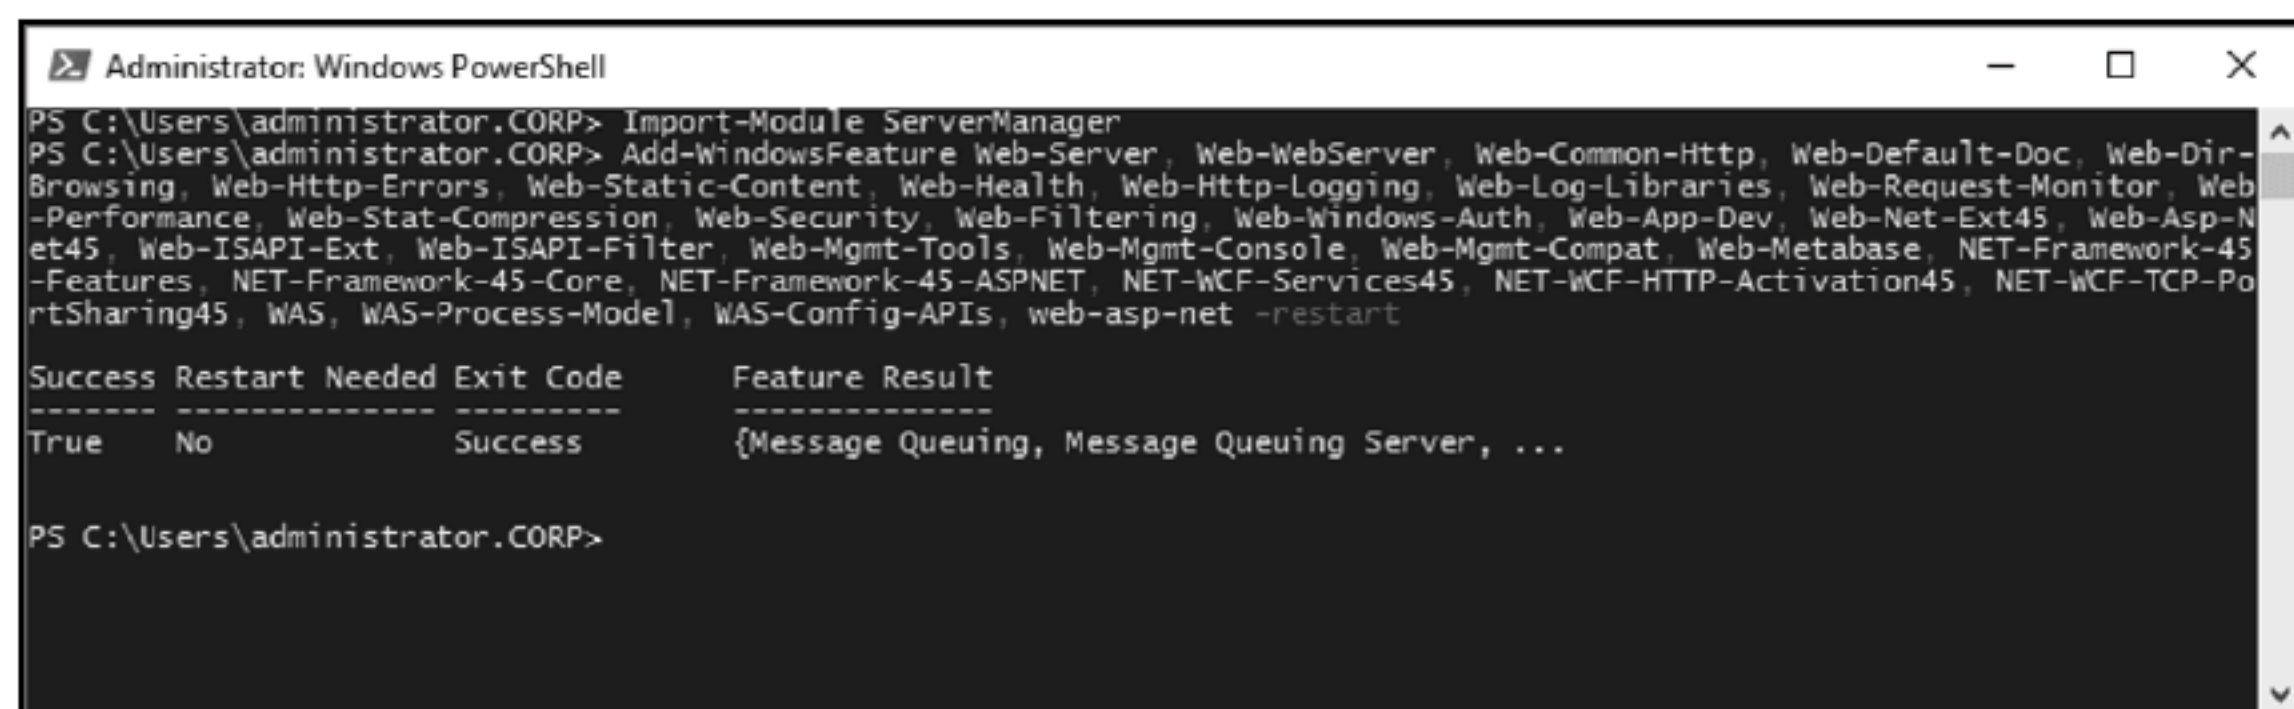 Administrator: Windows PowerShell
PS C:\Users\administrator.CORP> Import-Module ServerManager
PS C:\Users\administrator.CORP> Add-WindowsFeature Web-Server, Web-WebServer, Web-Common-Http, Web-Default-Doc, Web-Dir-
Browsing, Web-Http-Errors, Web-Static-Content, Web-Health, Web-Http-Logging, Web-Log-Libraries, Web-Request-Monitor, Web
-Performance, Web-Stat-Compression, Web-Security, Web-Filtering, Web-Windows-Auth, Web-App-Dev, Web-Net-Ext45, Web-Asp-N
et45, Web-ISAPI-Ext, Web-ISAPI-Filter, Web-Mgmt-Tools, Web-Mgmt-Console, Web-Mgmt-Compat, Web-Metabase, NET-Framework-45
-Features, NET-Framework-45-Core, NET-Framework-45-ASPNET, NET-WCF-Services45, NET-WCF-HTTP-Activation45, NET-WCF-TCP-Po
rtSharing45, WAS, WAS-Process-Model, WAS-Config-APIs, web-asp-net -restart
Success Restart Needed Exit Code      Feature Result
------- -------------- ---------      --------------
True    No             Success        {Message Queuing, Message Queuing Server, ...
PS C:\Users\administrator.CORP>